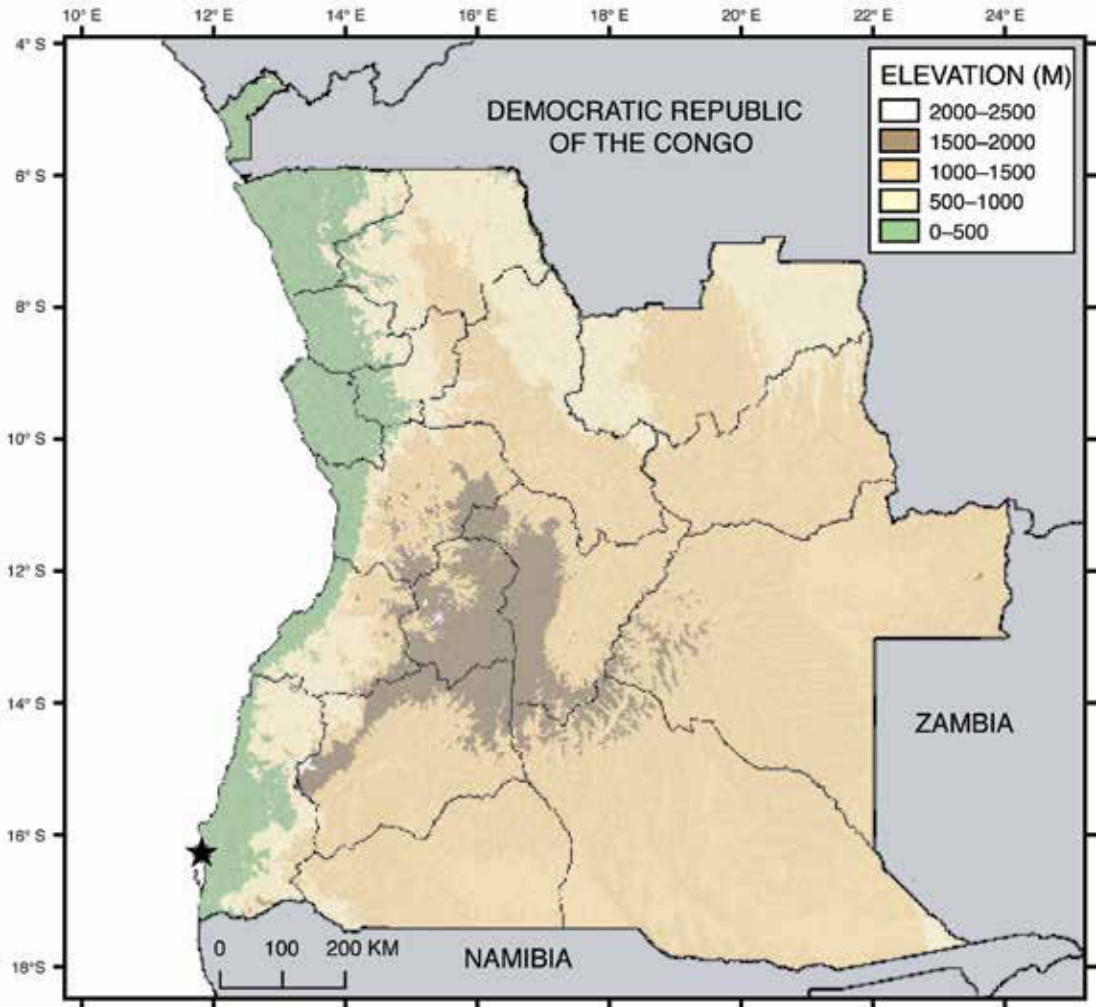 10° E 12° E 14° E 16° E 18° E 20° E 22° E 24° E
4° S
6° S
8° S
10° S
12° S
14° S
16° S
18° S
ELEVATION (M)
2000–2500
1500–2000
1000–1500
500–1000
0–500
DEMOCRATIC REPUBLIC
OF THE CONGO
ZAMBIA
NAMIBIA
0 100 200 KM